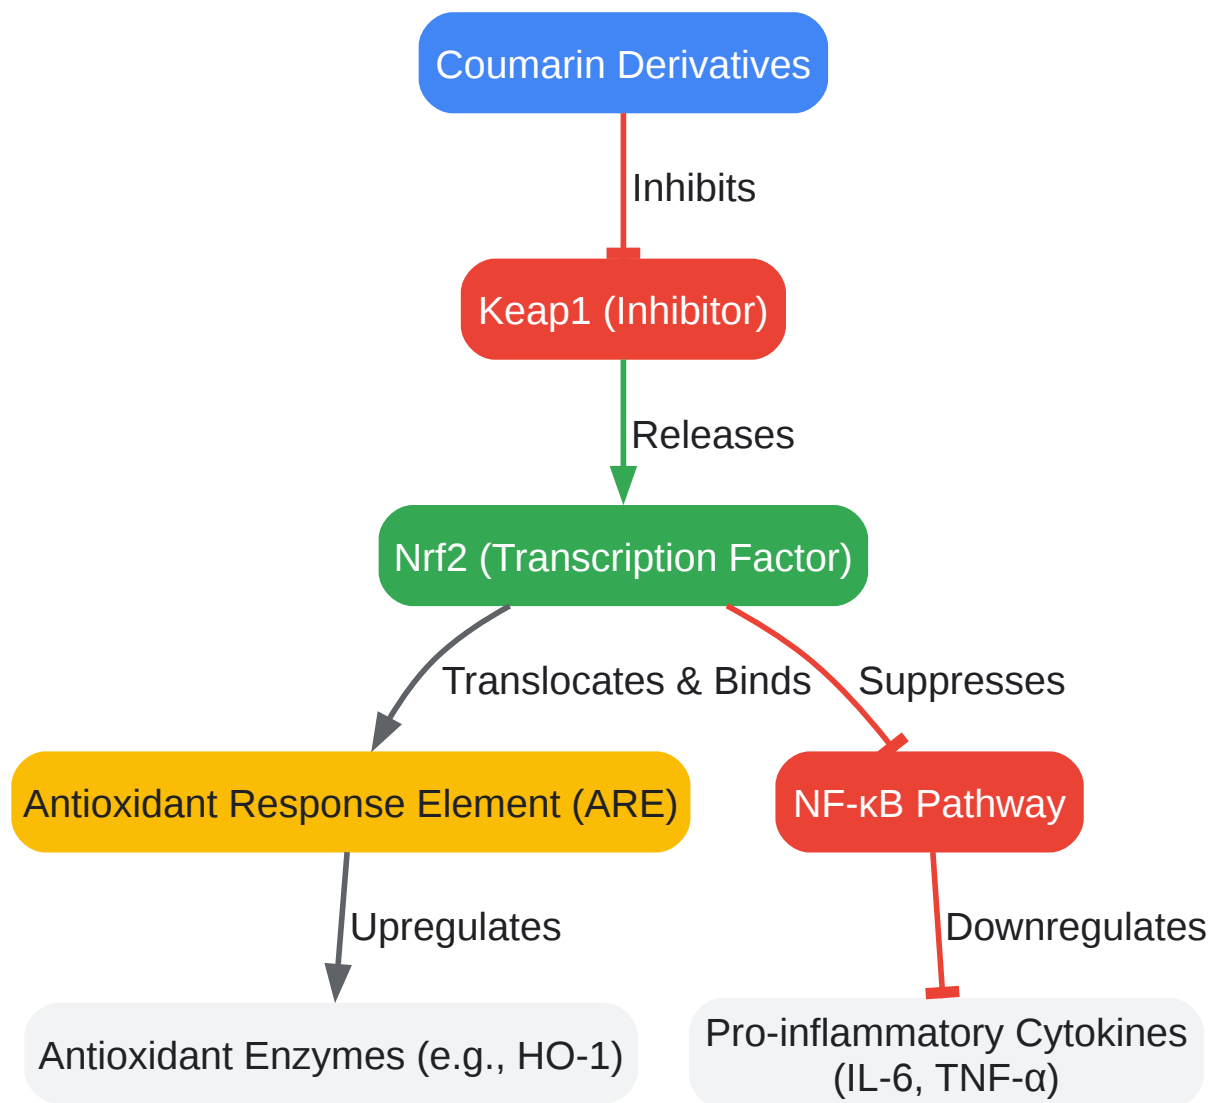 Coumarin Derivatives
Inhibits
Keap1 (Inhibitor)
Releases
Nrf2 (Transcription Factor)
Translocates & Binds
Suppresses
Antioxidant Response Element (ARE)
NF-κB Pathway
Upregulates
Downregulates
Antioxidant Enzymes (e.g., HO-1)
Pro-inflammatory Cytokines
(IL-6, TNF-α)